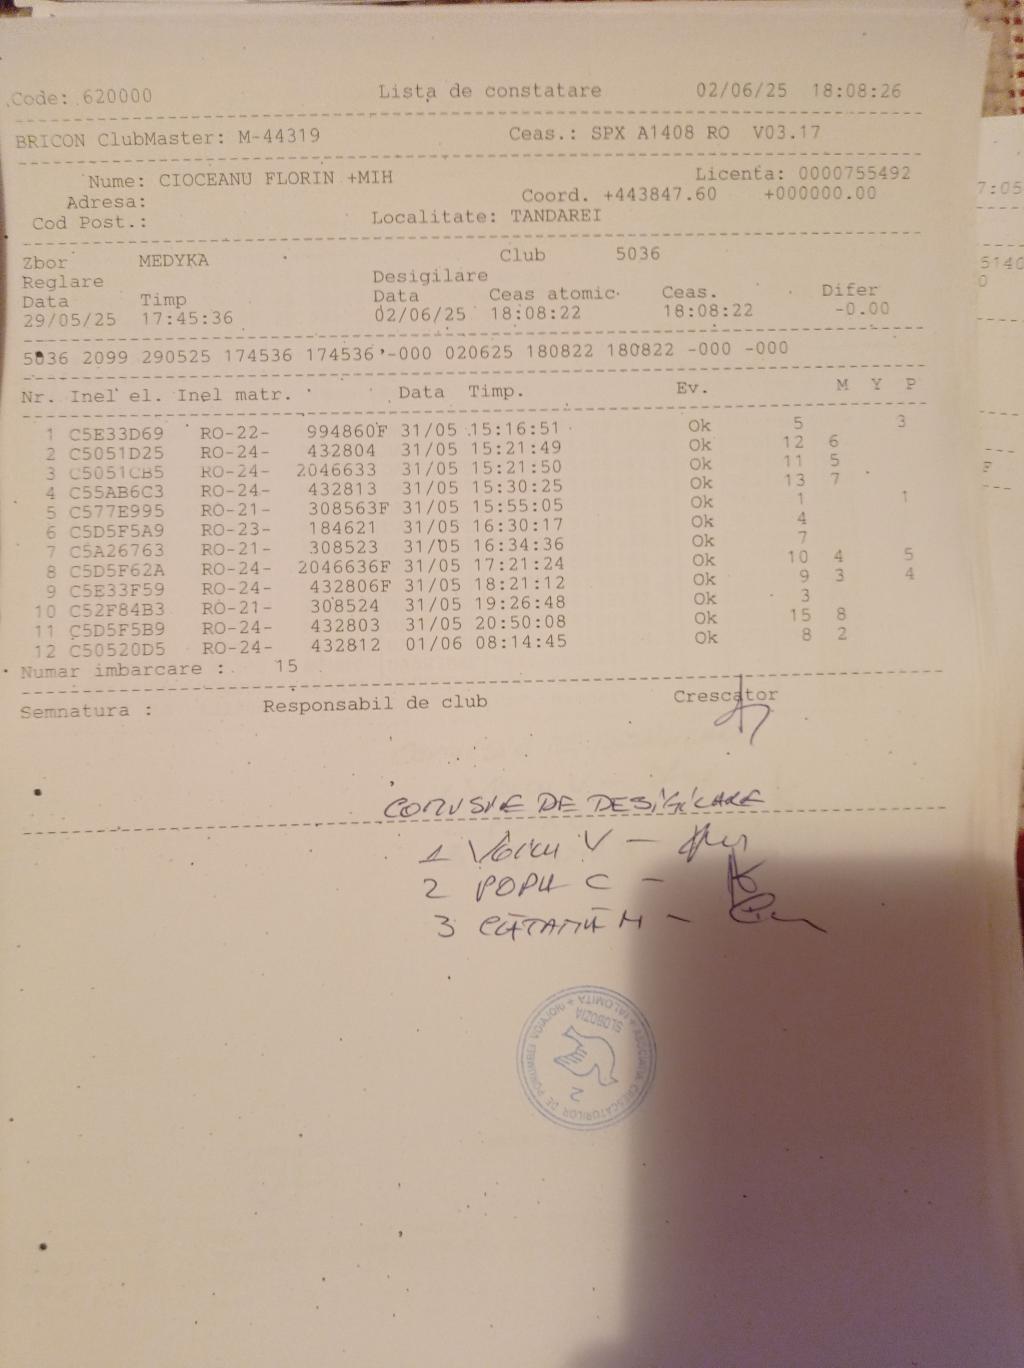 Code: 620000 Lista de constatare 02/06/25 18:08:26
BRICON ClubMaster: M-44319 Ceas.: SPX A1408 RO V03.17
Nume: CIOCEANU FLORIN +MIH Licenta: 0000755492
Adresa: Coord. +443847.60 +000000.00
Cod Post.: Localitate: TANDAREI
Zbor MEDYKA Club 5036
Reglare Desigilare
Data Timp Data Ceas atomic Ceas. Difer
29/05/25 17:45:36 02/06/25 18:08:22 18:08:22 -0.00
5036 2099 290525 174536 174536 -000 020625 180822 180822 -000 -000
Nr. Inel el. Inel matr. Data Timp. Ev. M Y P
1 C5E33D69 RO-22- 994860F 31/05 15:16:51 Ok 5 3
2 C5051D25 RO-24- 432804 31/05 15:21:49 Ok 12 6
3 C5051CB5 RO-24- 2046633 31/05 15:21:50 Ok 11 5
4 C55AB6C3 RO-24- 432813 31/05 15:30:25 Ok 13 7
5 C577E995 RO-21- 308563F 31/05 15:55:05 Ok 1 1
6 C5D5F5A9 RO-23- 184621 31/05 16:30:17 Ok 4
7 C5A26763 RO-21- 308523 31/05 16:34:36 Ok 7
8 C5D5F62A RO-24- 2046636F 31/05 17:21:24 Ok 10 4 5
9 C5E33F59 RO-24- 432806F 31/05 18:21:12 Ok 9 3 4
10 C52F84B3 RO-21- 308524 31/05 19:26:48 Ok 3
11 C5D5F5B9 RO-24- 432803 31/05 20:50:08 Ok 15 8
12 C50520D5 RO-24- 432812 01/06 08:14:45 Ok 8 2
Numar imbarcare : 15
Semnatura : Responsabil de club Crescator
DE DESIGILARE
1 Voicu V -
2 POPA C -
3 M -
ASOCIATIA CRESCATORILOR DE PORUMBEI VOIAJORI
IALOMITA
SLOBOZIA
2
7:05
5140
0